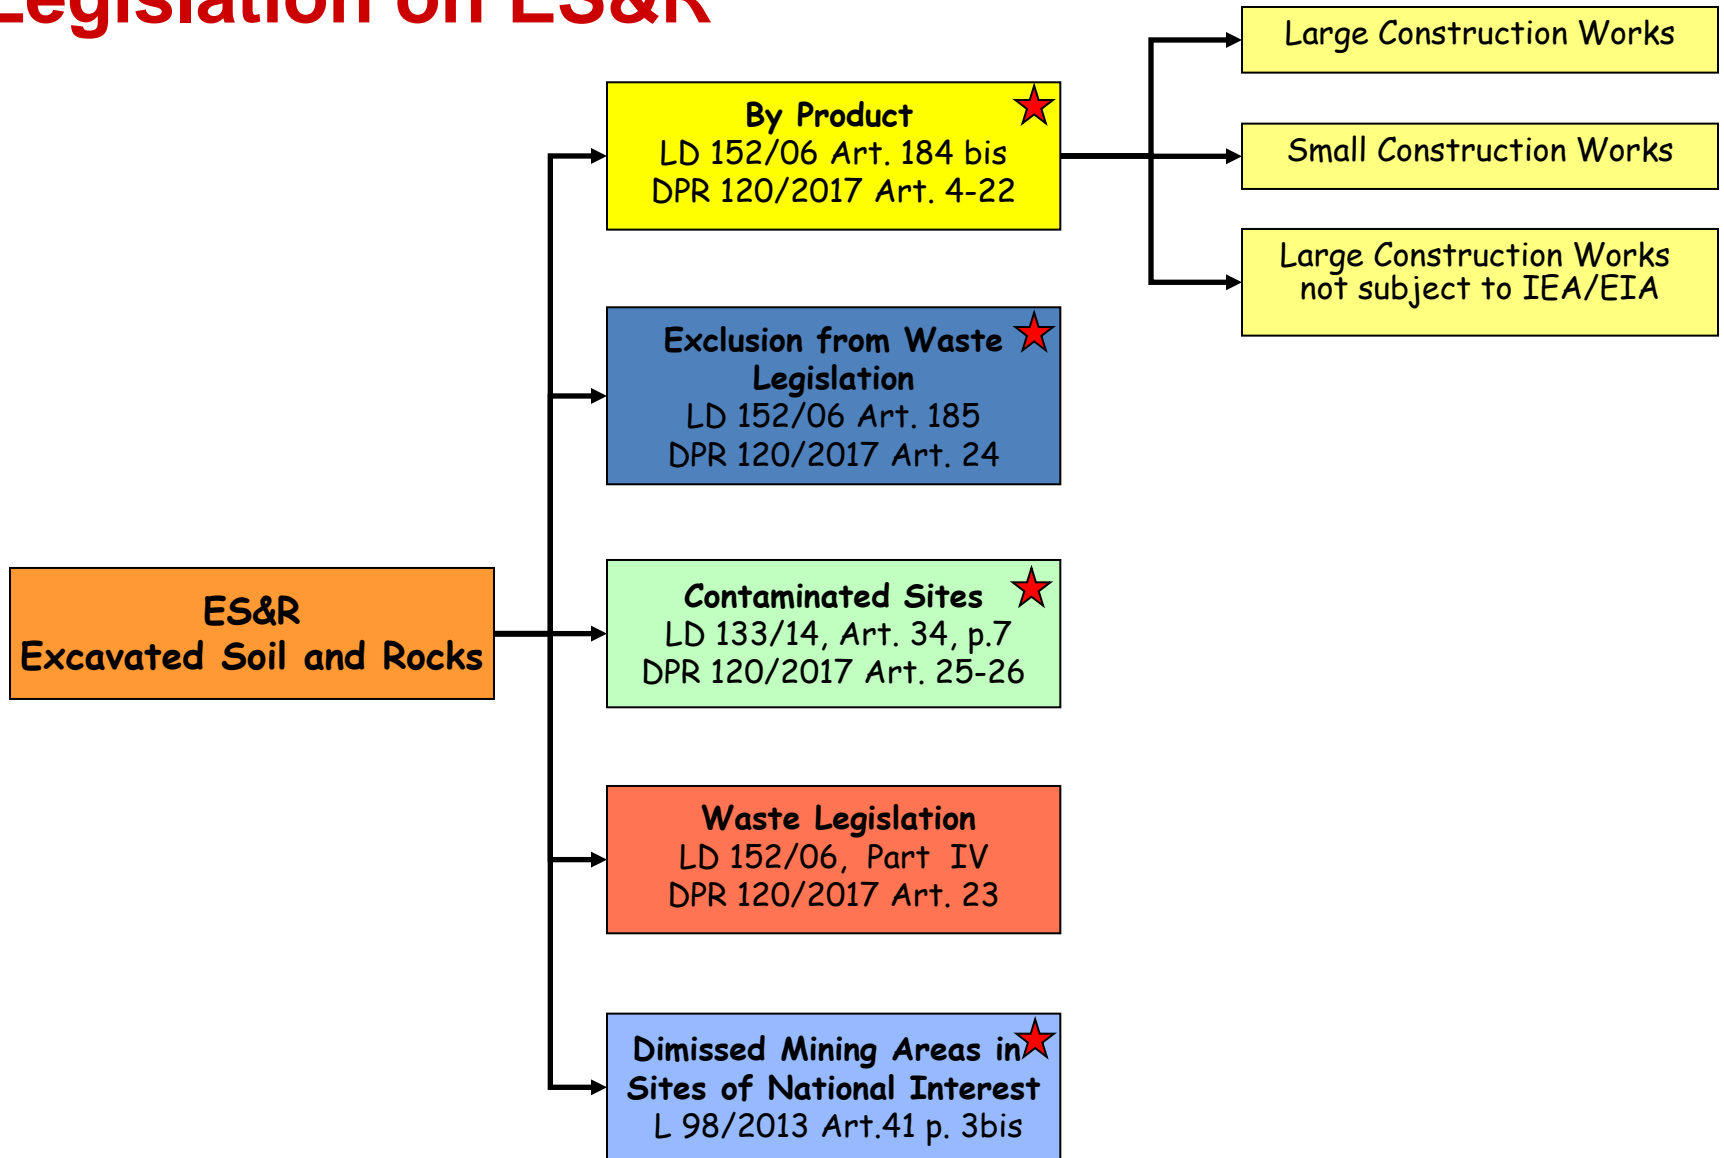 Legislation on ES&R
Large Construction Works
By Product
LD 152/06 Art. 184 bis
DPR 120/2017 Art. 4-22
Small Construction Works
Large Construction Works
not subject to IEA/EIA
Exclusion from Waste
Legislation
LD 152/06 Art. 185
DPR 120/2017 Art. 24
ES&R
Excavated Soil and Rocks
Contaminated Sites
LD 133/14, Art. 34, p.7
DPR 120/2017 Art. 25-26
Waste Legislation
LD 152/06, Part IV
DPR 120/2017 Art. 23
Dimissed Mining Areas in
Sites of National Interest
L 98/2013 Art.41 p. 3bis